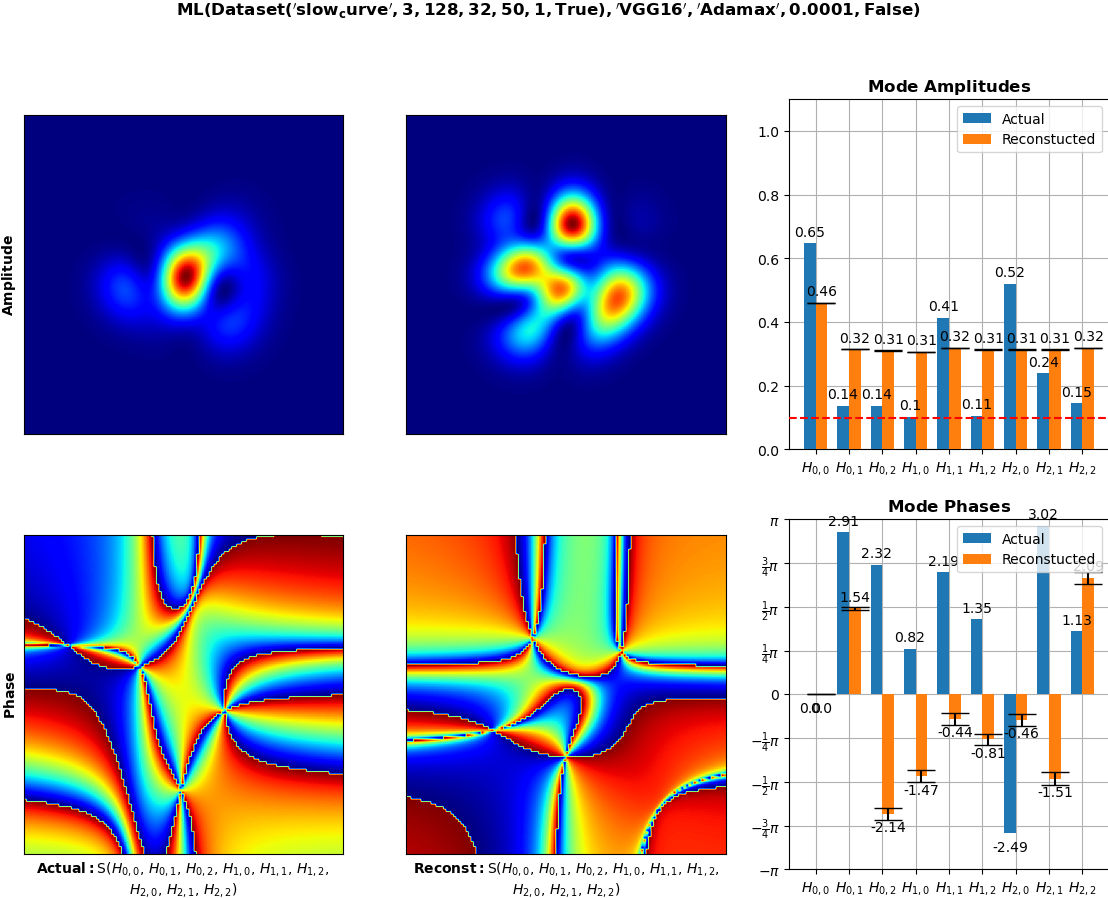 ML(Dataset('slow_curve', 3, 128, 32, 50, 1, True), 'VGG16', 'Adamax', 0.0001, False)
Amplitude
Mode Amplitudes
Actual
Reconstucted
1.0
0.8
0.6
0.4
0.2
0.0
0.65
0.46
0.14
0.32
0.14
0.31
0.1
0.31
0.41
0.32
0.11
0.31
0.52
0.31
0.24
0.31
0.15
0.32
H0,0 H0,1 H0,2 H1,0 H1,1 H1,2 H2,0 H2,1 H2,2
Phase
Actual: S(H0,0, H0,1, H0,2, H1,0, H1,1, H1,2,
H2,0, H2,1, H2,2)
Reconst: S(H0,0, H0,1, H0,2, H1,0, H1,1, H1,2,
H2,0, H2,1, H2,2)
Mode Phases
Actual
Reconstucted
π
3/4π
1/2π
1/4π
0
−1/4π
−1/2π
−3/4π
−π
0.0
0.0
2.91
1.54
2.32
-2.14
0.82
-1.47
2.19
-0.44
1.35
-0.81
-2.49
-0.46
3.02
-1.51
1.13
H0,0 H0,1 H0,2 H1,0 H1,1 H1,2 H2,0 H2,1 H2,2